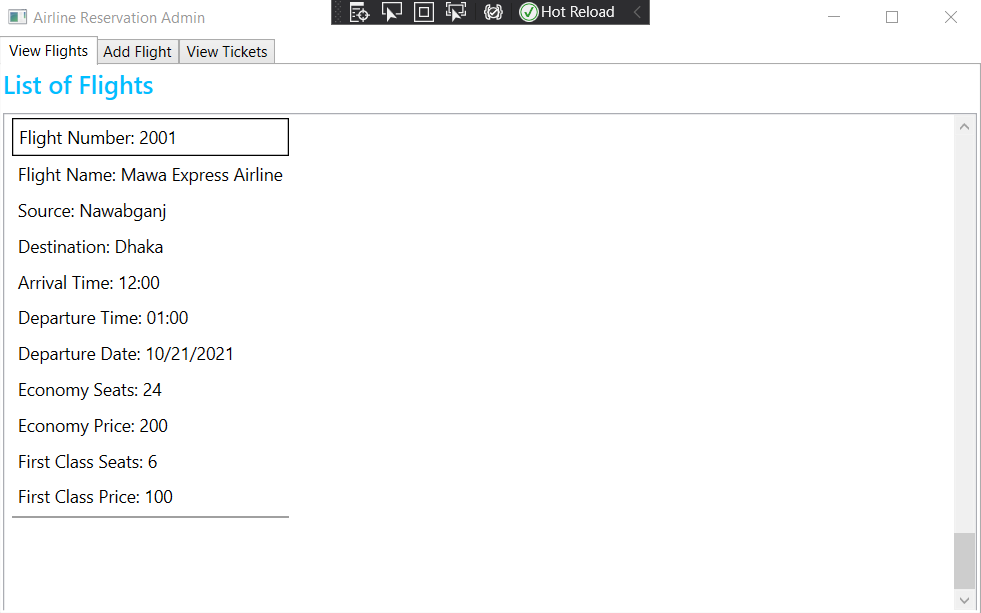 Airline Reservation Admin
Hot Reload
View Flights Add Flight View Tickets
List of Flights
Flight Number: 2001
Flight Name: Mawa Express Airline
Source: Nawabganj
Destination: Dhaka
Arrival Time: 12:00
Departure Time: 01:00
Departure Date: 10/21/2021
Economy Seats: 24
Economy Price: 200
First Class Seats: 6
First Class Price: 100